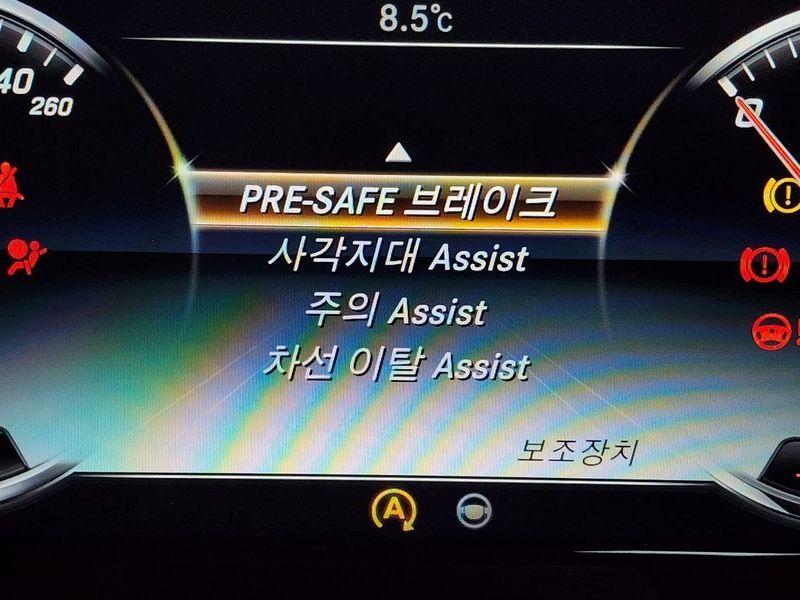 8.5°C
40
260
0
PRE-SAFE 브레이크
사각지대 Assist
주의 Assist
차선 이탈 Assist
보조장치
A